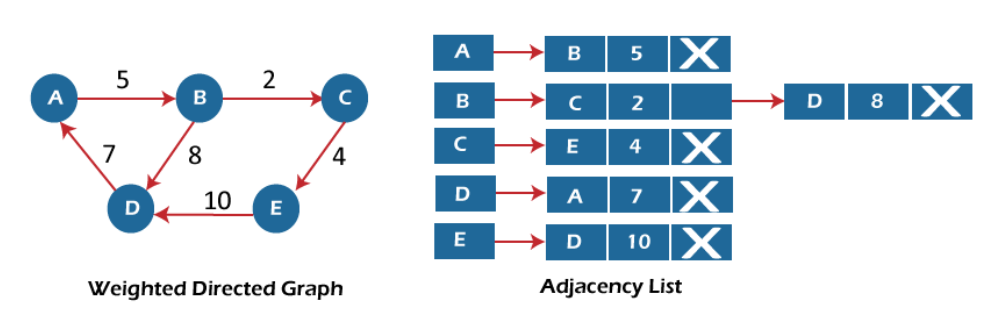 A 5 B 2 C
7 8 4
D 10 E
Weighted Directed Graph
A B 5 X
B C 2 D 8 X
C E 4 X
D A 7 X
E D 10 X
Adjacency List